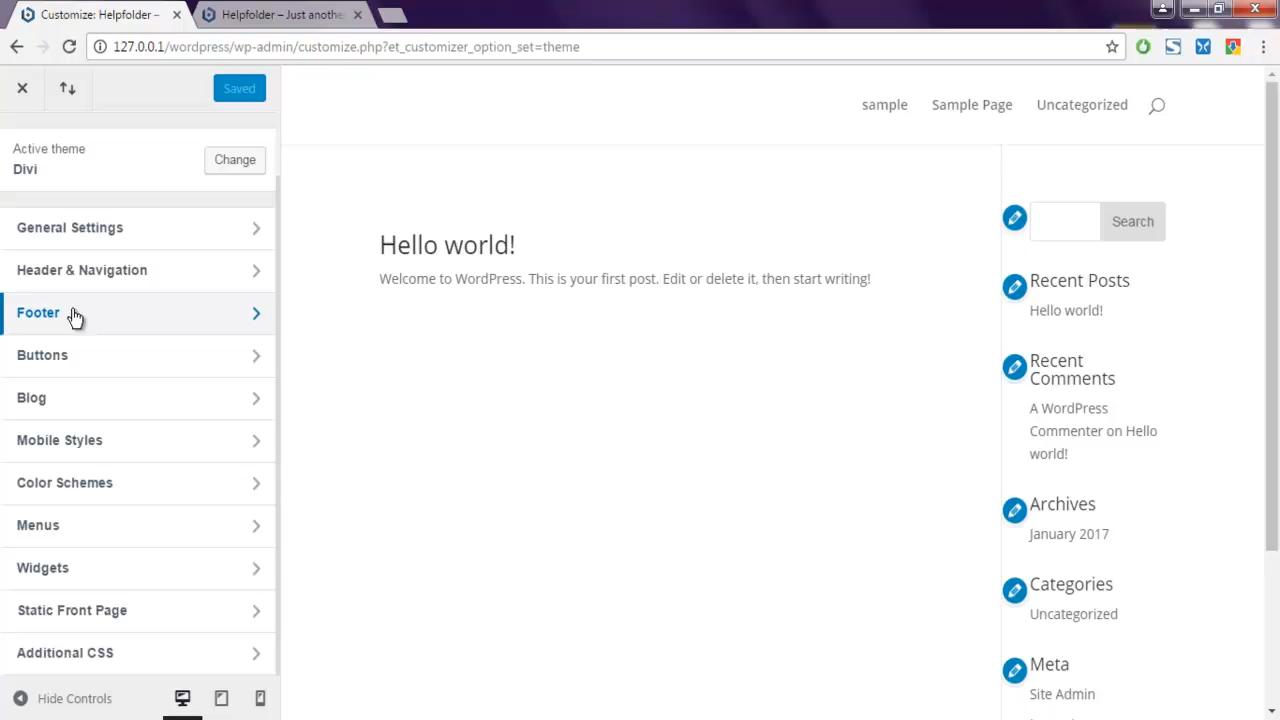 Customize: Helpfolder –
Helpfolder – Just anothe
127.0.0.1/wordpress/wp-admin/customize.php?et_customizer_option_set=theme
Saved
Active theme
Divi
Change
General Settings
Header & Navigation
Footer
Buttons
Blog
Mobile Styles
Color Schemes
Menus
Widgets
Static Front Page
Additional CSS
Hide Controls
sample
Sample Page
Uncategorized
Hello world!
Welcome to WordPress. This is your first post. Edit or delete it, then start writing!
Search
Recent Posts
Hello world!
Recent
Comments
A WordPress
Commenter on Hello
world!
Archives
January 2017
Categories
Uncategorized
Meta
Site Admin